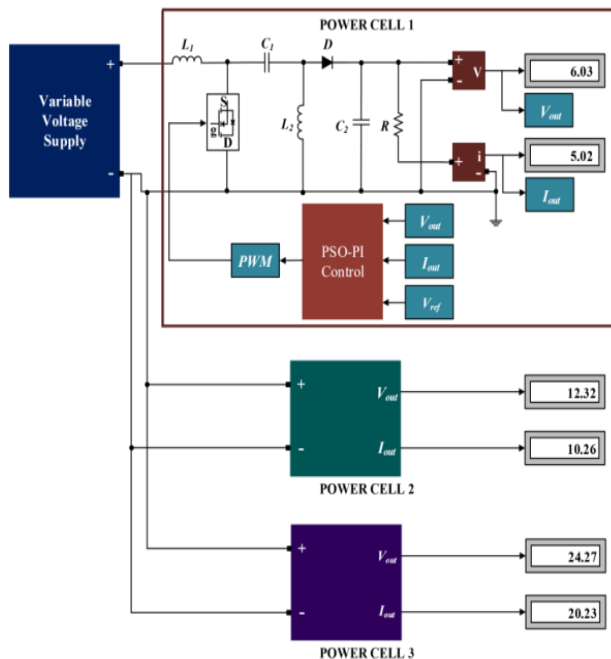 POWER CELL 1
L1
C1
D
+
Variable
Voltage
Supply
-
S
g
D
L2
C2
R
+
V
-
6.03
Vout
+
i
-
5.02
Iout
PWM
PSO-PI
Control
Vout
Iout
Vref
+
-
Vout
Iout
12.32
10.26
POWER CELL 2
+
-
Vout
Iout
24.27
20.23
POWER CELL 3